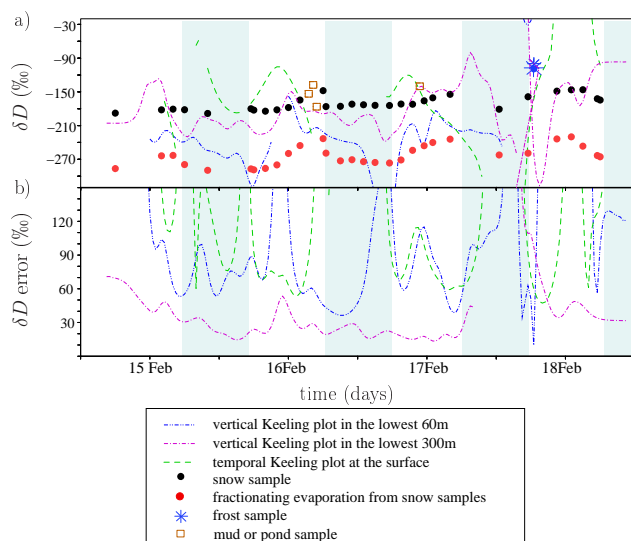 a)
−30
−90
−150
−210
−270
δD (‰)
b)
120
90
60
30
δD error (‰)
15 Feb
16Feb
17Feb
18Feb
time (days)
vertical Keeling plot in the lowest 60m
vertical Keeling plot in the lowest 300m
temporal Keeling plot at the surface
snow sample
fractionating evaporation from snow samples
frost sample
mud or pond sample